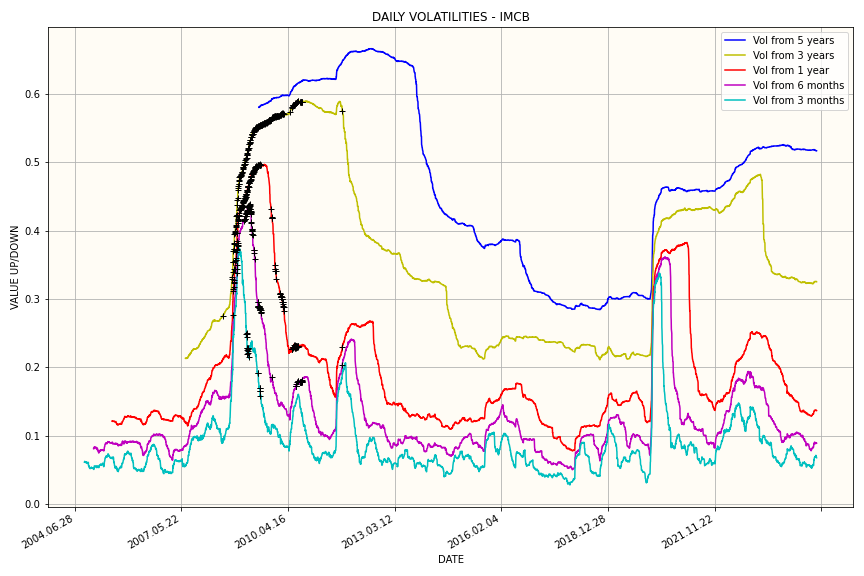 DAILY VOLATILITIES - IMCB
Vol from 5 years
Vol from 3 years
Vol from 1 year
Vol from 6 months
Vol from 3 months
VALUE UP/DOWN
0.6
0.5
0.4
0.3
0.2
0.1
0.0
2004.06.28
2007.05.22
2010.04.16
2013.03.12
2016.02.04
2018.12.28
2021.11.22
DATE